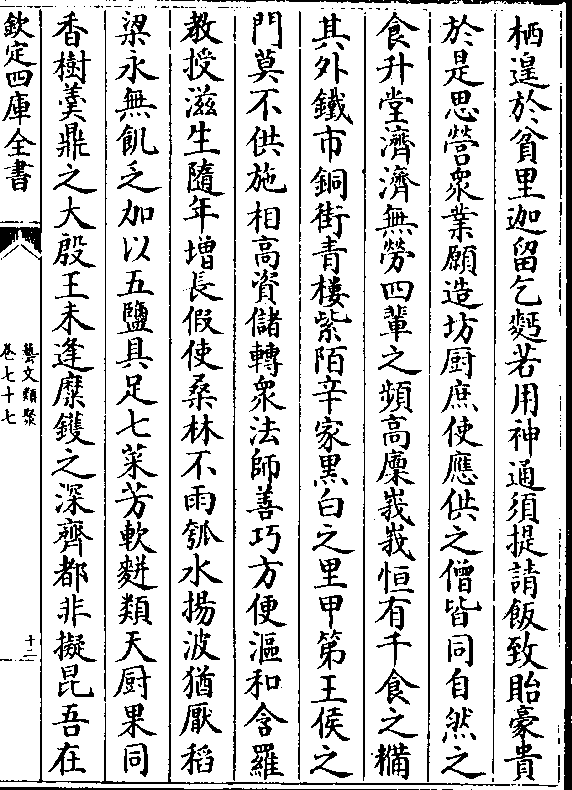 栖遑於貧里迦留乞麫若用神通須提請飯致貽豪貴
於是思營衆業願造坊厨庶使應供之僧皆同自然之
食升堂濟濟無勞四輩之頻高廩峩峩恒有千食之糒
其外鐵市銅街青樓紫陌辛家黑白之里甲第王侯之
門莫不供施相高資儲轉衆法師善巧方便漚和含羅
教授滋生隨年增長假使桑林不雨瓠水揚波猶厭稻
梁永無飢乏加以五鹽具足七菜芳軟麰類天厨果同
香樹羹鼎之大殷王未逢糜鑊之深齊都非擬昆吾在
欽定四庫全書
藝文類聚
卷七十七
十二